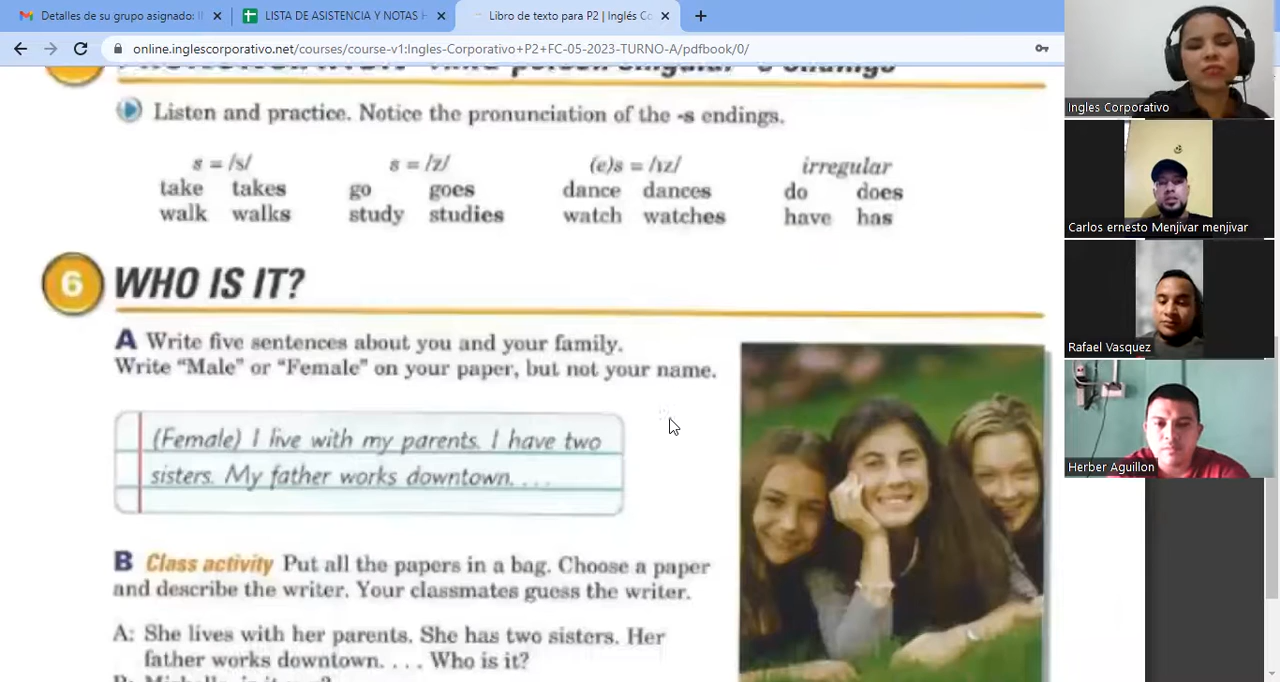 Detalles de su grupo asignado: I
LISTA DE ASISTENCIA Y NOTAS H
Libro de texto para P2 | Inglés Co
online.inglescorporativo.net/courses/course-v1:Ingles-Corporativo+P2+FC-05-2023-TURNO-A/pdfbook/0/
Listen and practice. Notice the pronunciation of the -s endings.
s = /s/ s = /z/ (e)s = /ɪz/ irregular
take takes go goes dance dances do does
walk walks study studies watch watches have has
6 WHO IS IT?
A Write five sentences about you and your family.
Write "Male" or "Female" on your paper, but not your name.
(Female) I live with my parents. I have two
sisters. My father works downtown. . . .
B Class activity Put all the papers in a bag. Choose a paper
and describe the writer. Your classmates guess the writer.
A: She lives with her parents. She has two sisters. Her
father works downtown. . . . Who is it?
Ingles Corporativo
Carlos ernesto Menjivar menjivar
Rafael Vasquez
Herber Aguillon